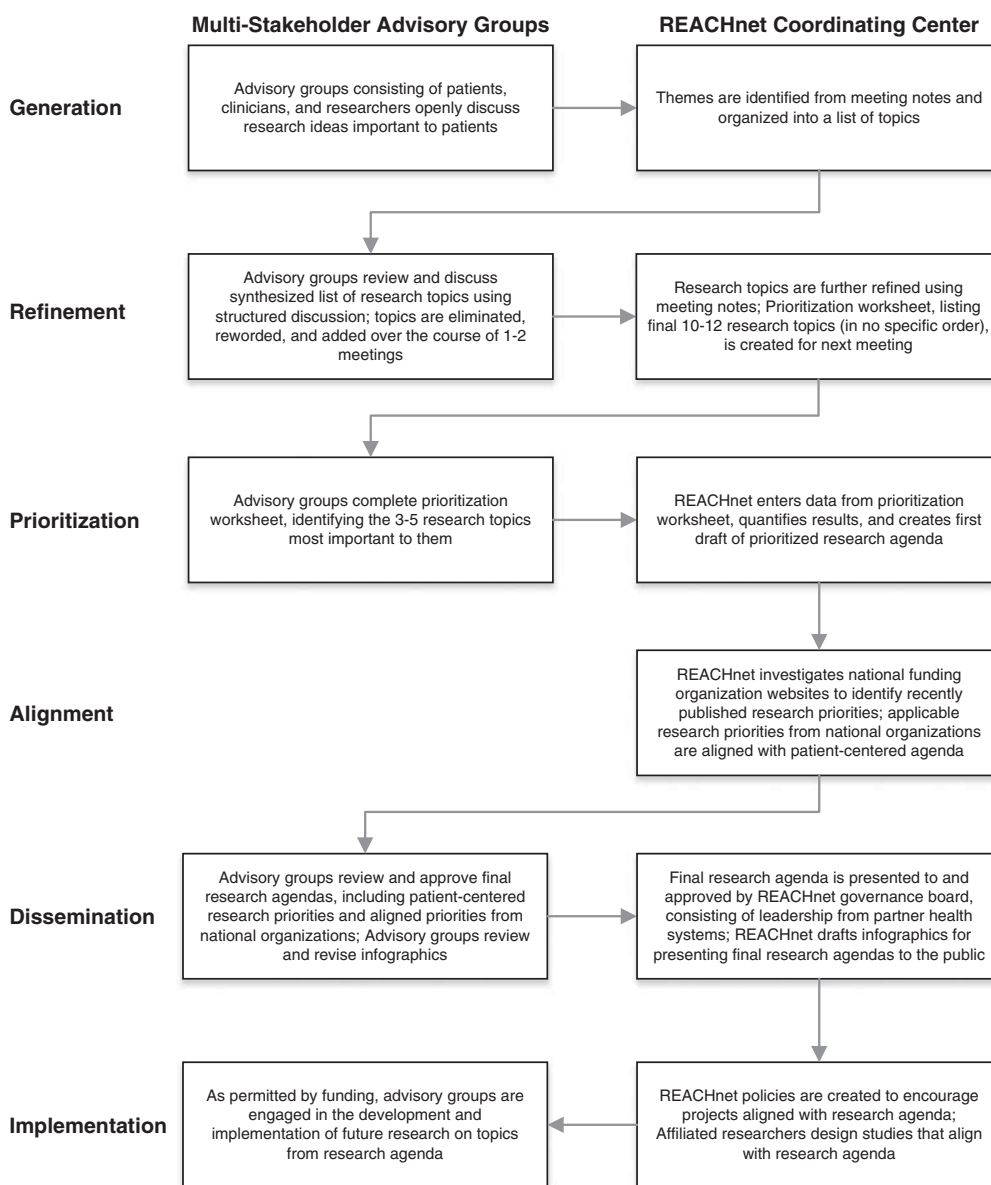 Multi-Stakeholder Advisory Groups
REACHnet Coordinating Center
Generation
Advisory groups consisting of patients,
clinicians, and researchers openly discuss
research ideas important to patients
Themes are identified from meeting notes and
organized into a list of topics
Refinement
Advisory groups review and discuss
synthesized list of research topics using
structured discussion; topics are eliminated,
reworded, and added over the course of 1-2
meetings
Research topics are further refined using
meeting notes; Prioritization worksheet, listing
final 10-12 research topics (in no specific order),
is created for next meeting
Prioritization
Advisory groups complete prioritization
worksheet, identifying the 3-5 research topics
most important to them
REACHnet enters data from prioritization
worksheet, quantifies results, and creates first
draft of prioritized research agenda
Alignment
REACHnet investigates national funding
organization websites to identify recently
published research priorities; applicable
research priorities from national organizations
are aligned with patient-centered agenda
Dissemination
Advisory groups review and approve final
research agendas, including patient-centered
research priorities and aligned priorities from
national organizations; Advisory groups review
and revise infographics
Final research agenda is presented to and
approved by REACHnet governance board,
consisting of leadership from partner health
systems; REACHnet drafts infographics for
presenting final research agendas to the public
Implementation
As permitted by funding, advisory groups are
engaged in the development and
implementation of future research on topics
from research agenda
REACHnet policies are created to encourage
projects aligned with research agenda;
Affiliated researchers design studies that align
with research agenda